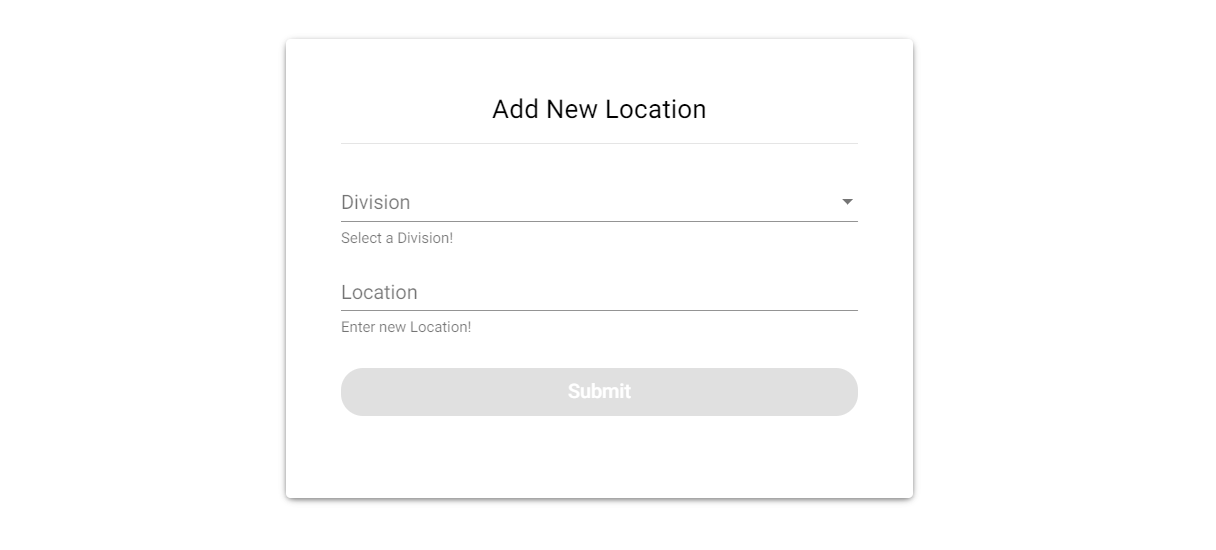 Add New Location
Division
Select a Division!
Location
Enter new Location!
Submit